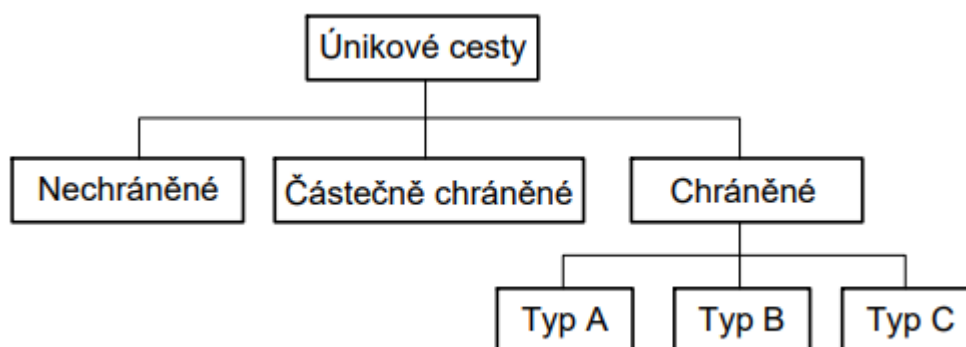 Únikové cesty
Nechráněné
Částečně chráněné
Chráněné
Typ A
Typ B
Typ C